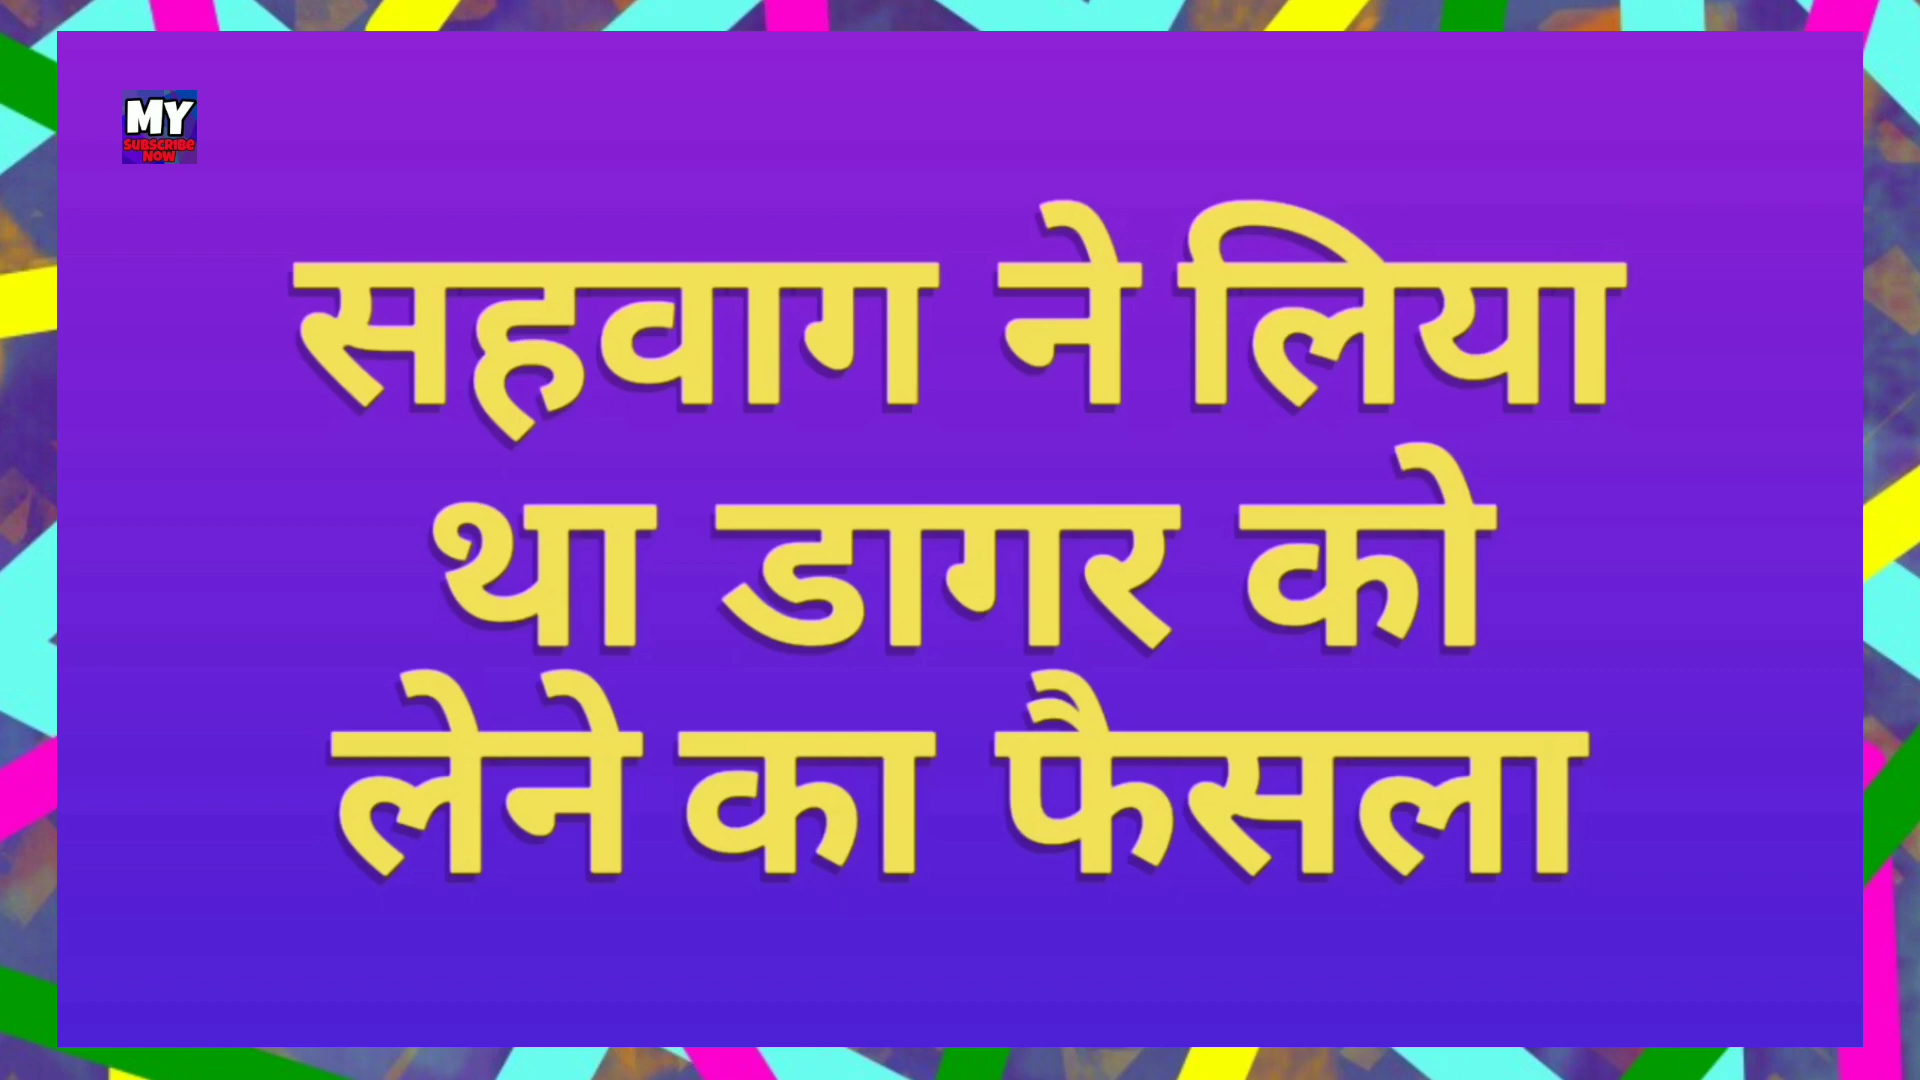 MY
SUBSCRIBE
NOW
सहवाग ने लिया
था डागर को
लेने का फैसला